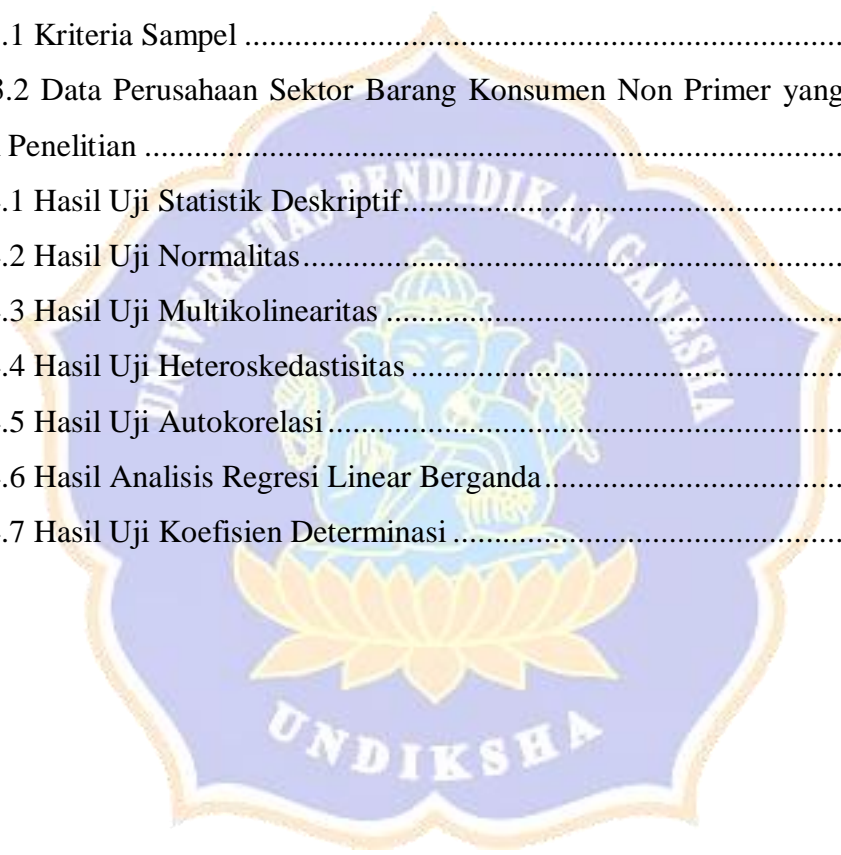 .1 Kriteria Sampel ................................................................................
3.2 Data Perusahaan Sektor Barang Konsumen Non Primer yang
Penelitian ................................................................................
.1 Hasil Uji Statistik Deskriptif................................................................
.2 Hasil Uji Normalitas................................................................
.3 Hasil Uji Multikolinearitas ................................................................
.4 Hasil Uji Heteroskedastisitas ................................................................
.5 Hasil Uji Autokorelasi................................................................
.6 Hasil Analisis Regresi Linear Berganda................................................
.7 Hasil Uji Koefisien Determinasi ................................................
UNIVERSITAS PENDIDIKAN GANESHA
UNDIKSHA